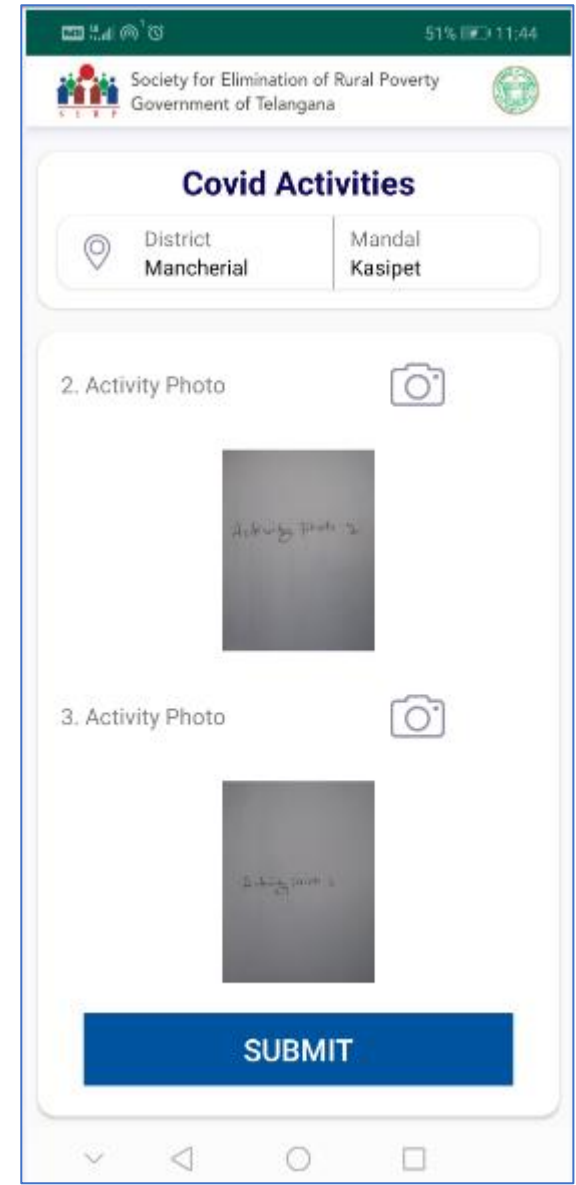 51% 11:44
Society for Elimination of Rural Poverty
Government of Telangana
S E R P
Covid Activities
District
Mancherial
Mandal
Kasipet
2. Activity Photo
Activity Photo 2
3. Activity Photo
SUBMIT